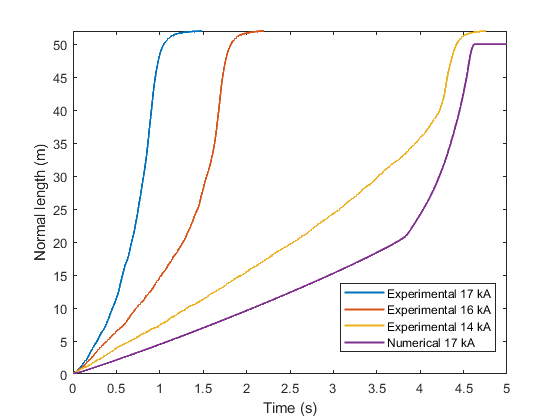 50
45
40
35
30
25
20
15
10
5
0
Normal length (m)
Experimental 17 kA
Experimental 16 kA
Experimental 14 kA
Numerical 17 kA
0 0.5 1 1.5 2 2.5 3 3.5 4 4.5 5
Time (s)